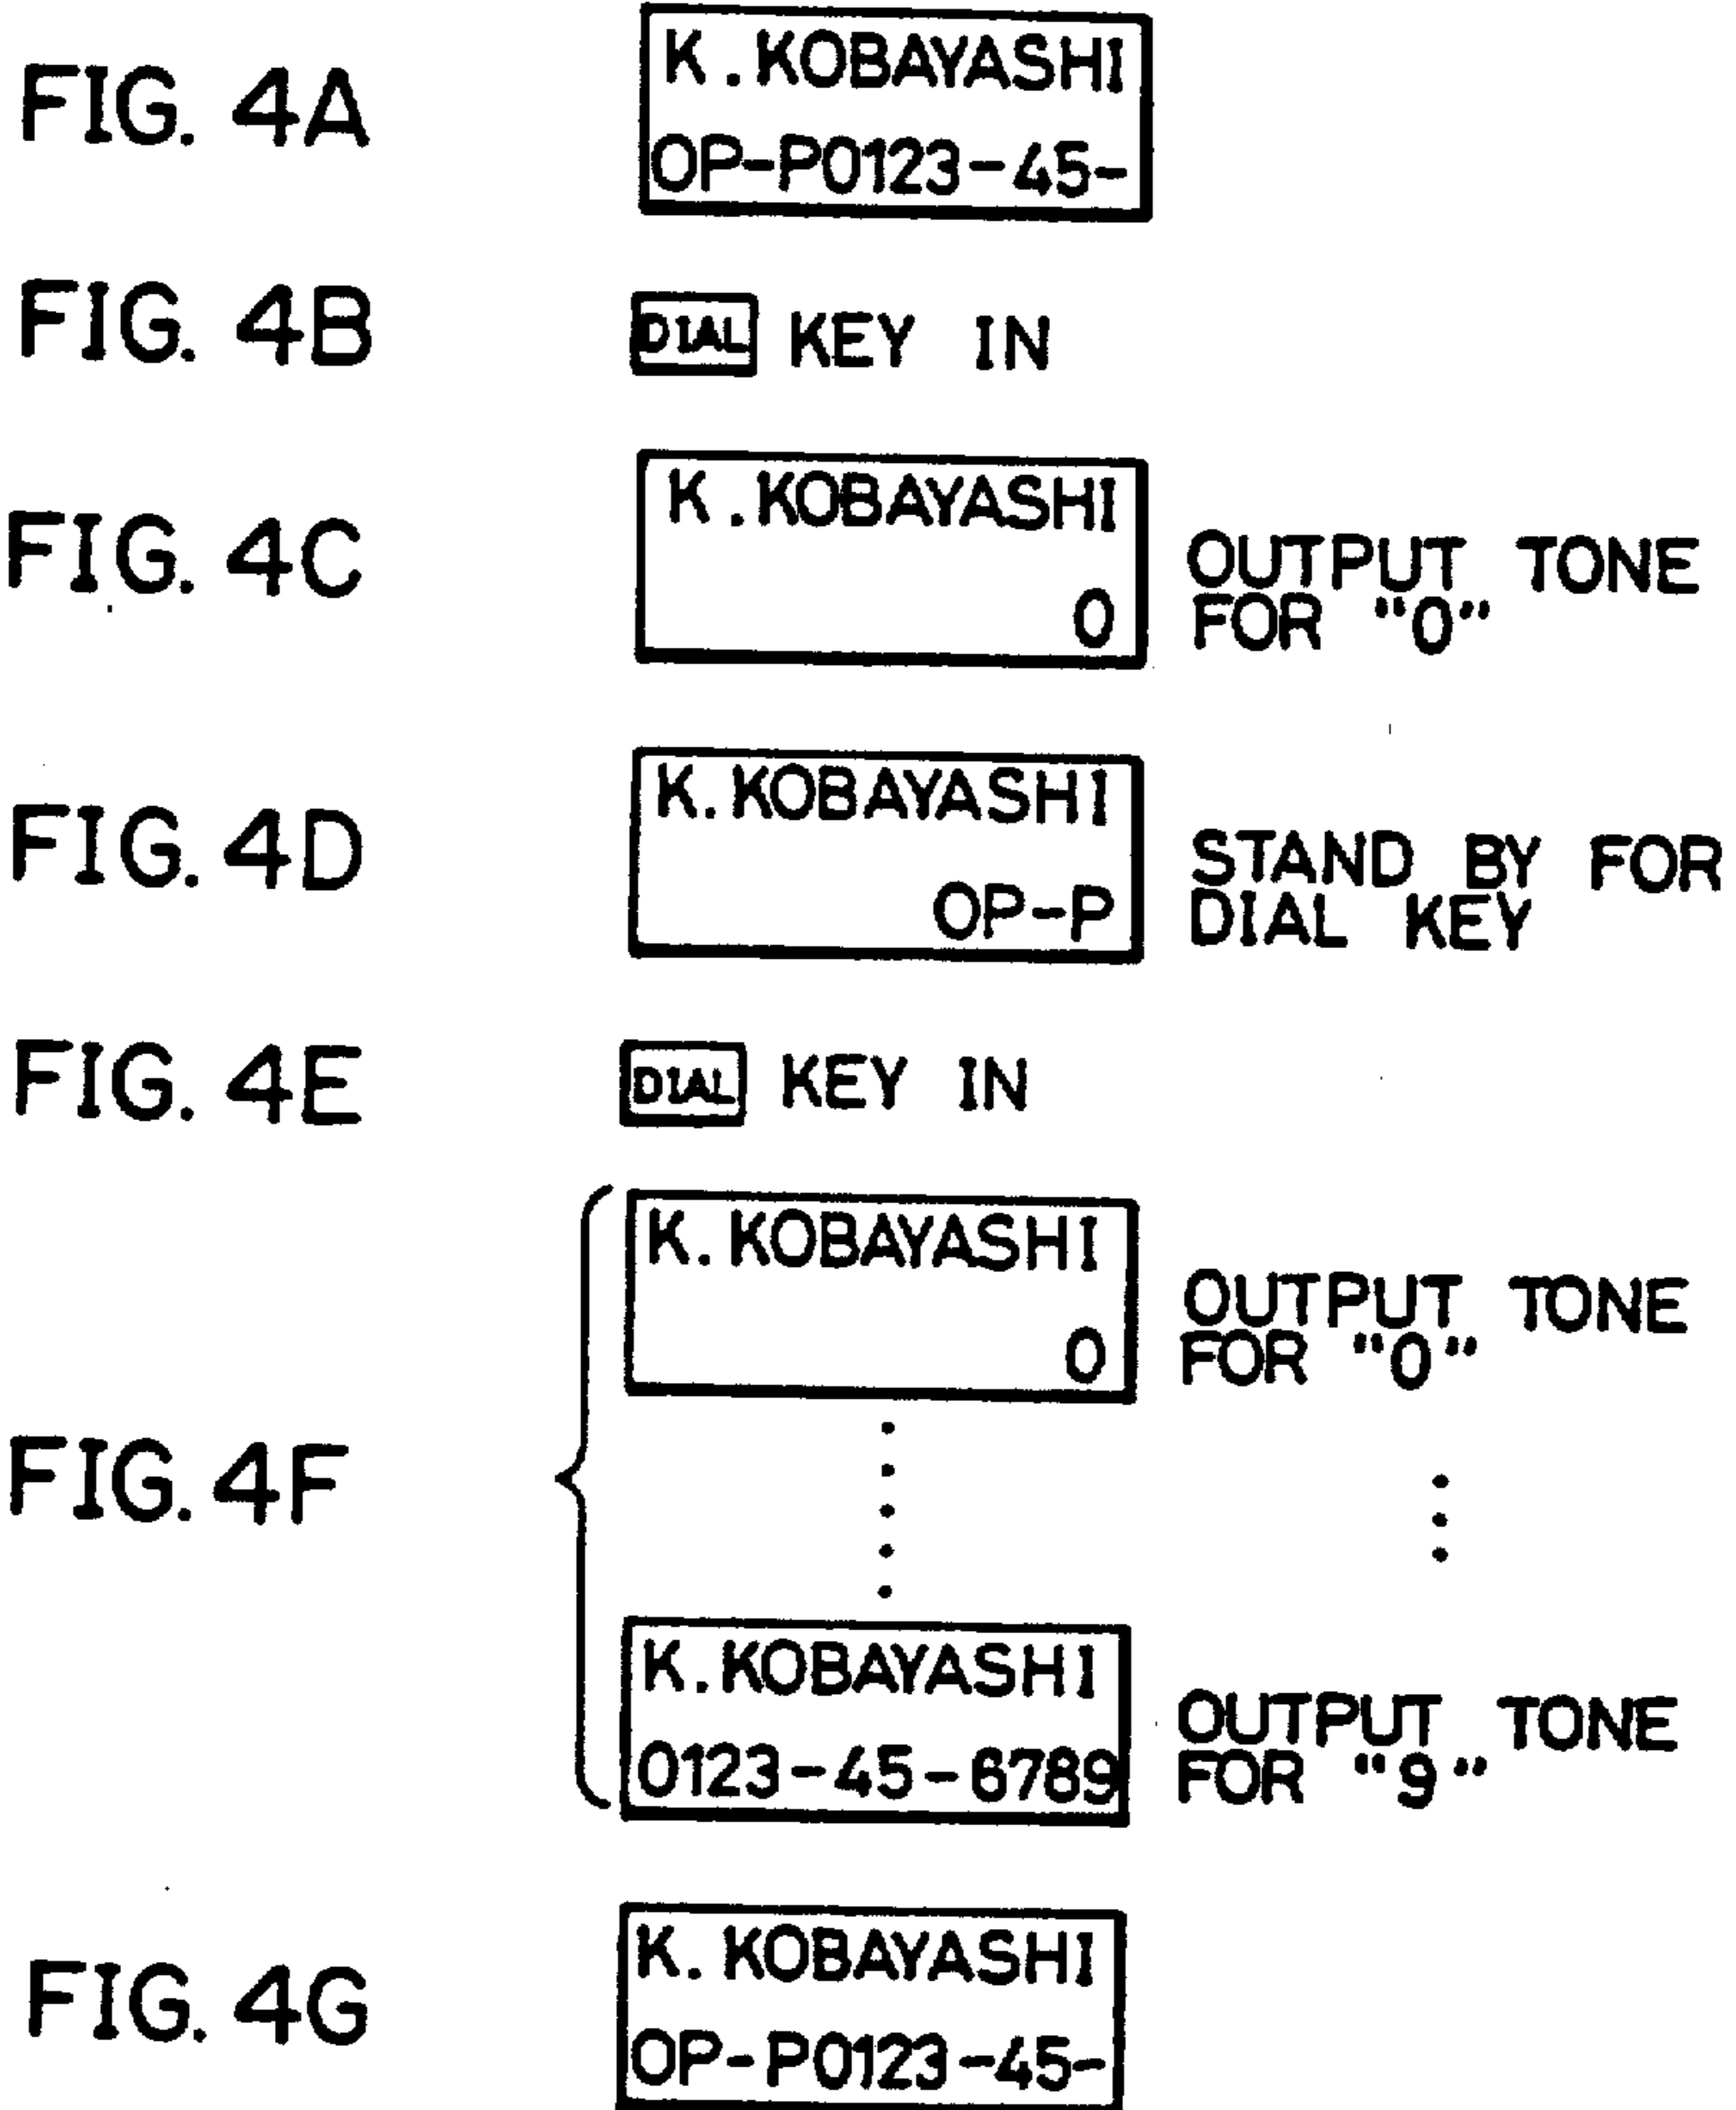 FIG. 4A
K. KOBAYASHI
OP-P0123-45-
FIG. 4B
DIAL KEY IN
FIG. 4C
K. KOBAYASHI
0
OUTPUT TONE
FOR "0"
FIG. 4D
K. KOBAYASHI
OP-P
STAND BY FOR
DIAL KEY
FIG. 4E
DIAL KEY IN
FIG. 4F
K. KOBAYASHI
0
OUTPUT TONE
FOR "0"
K. KOBAYASHI
0123-45-6789
OUTPUT TONE
FOR "9"
FIG. 4G
K. KOBAYASHI
OP-P0123-45-